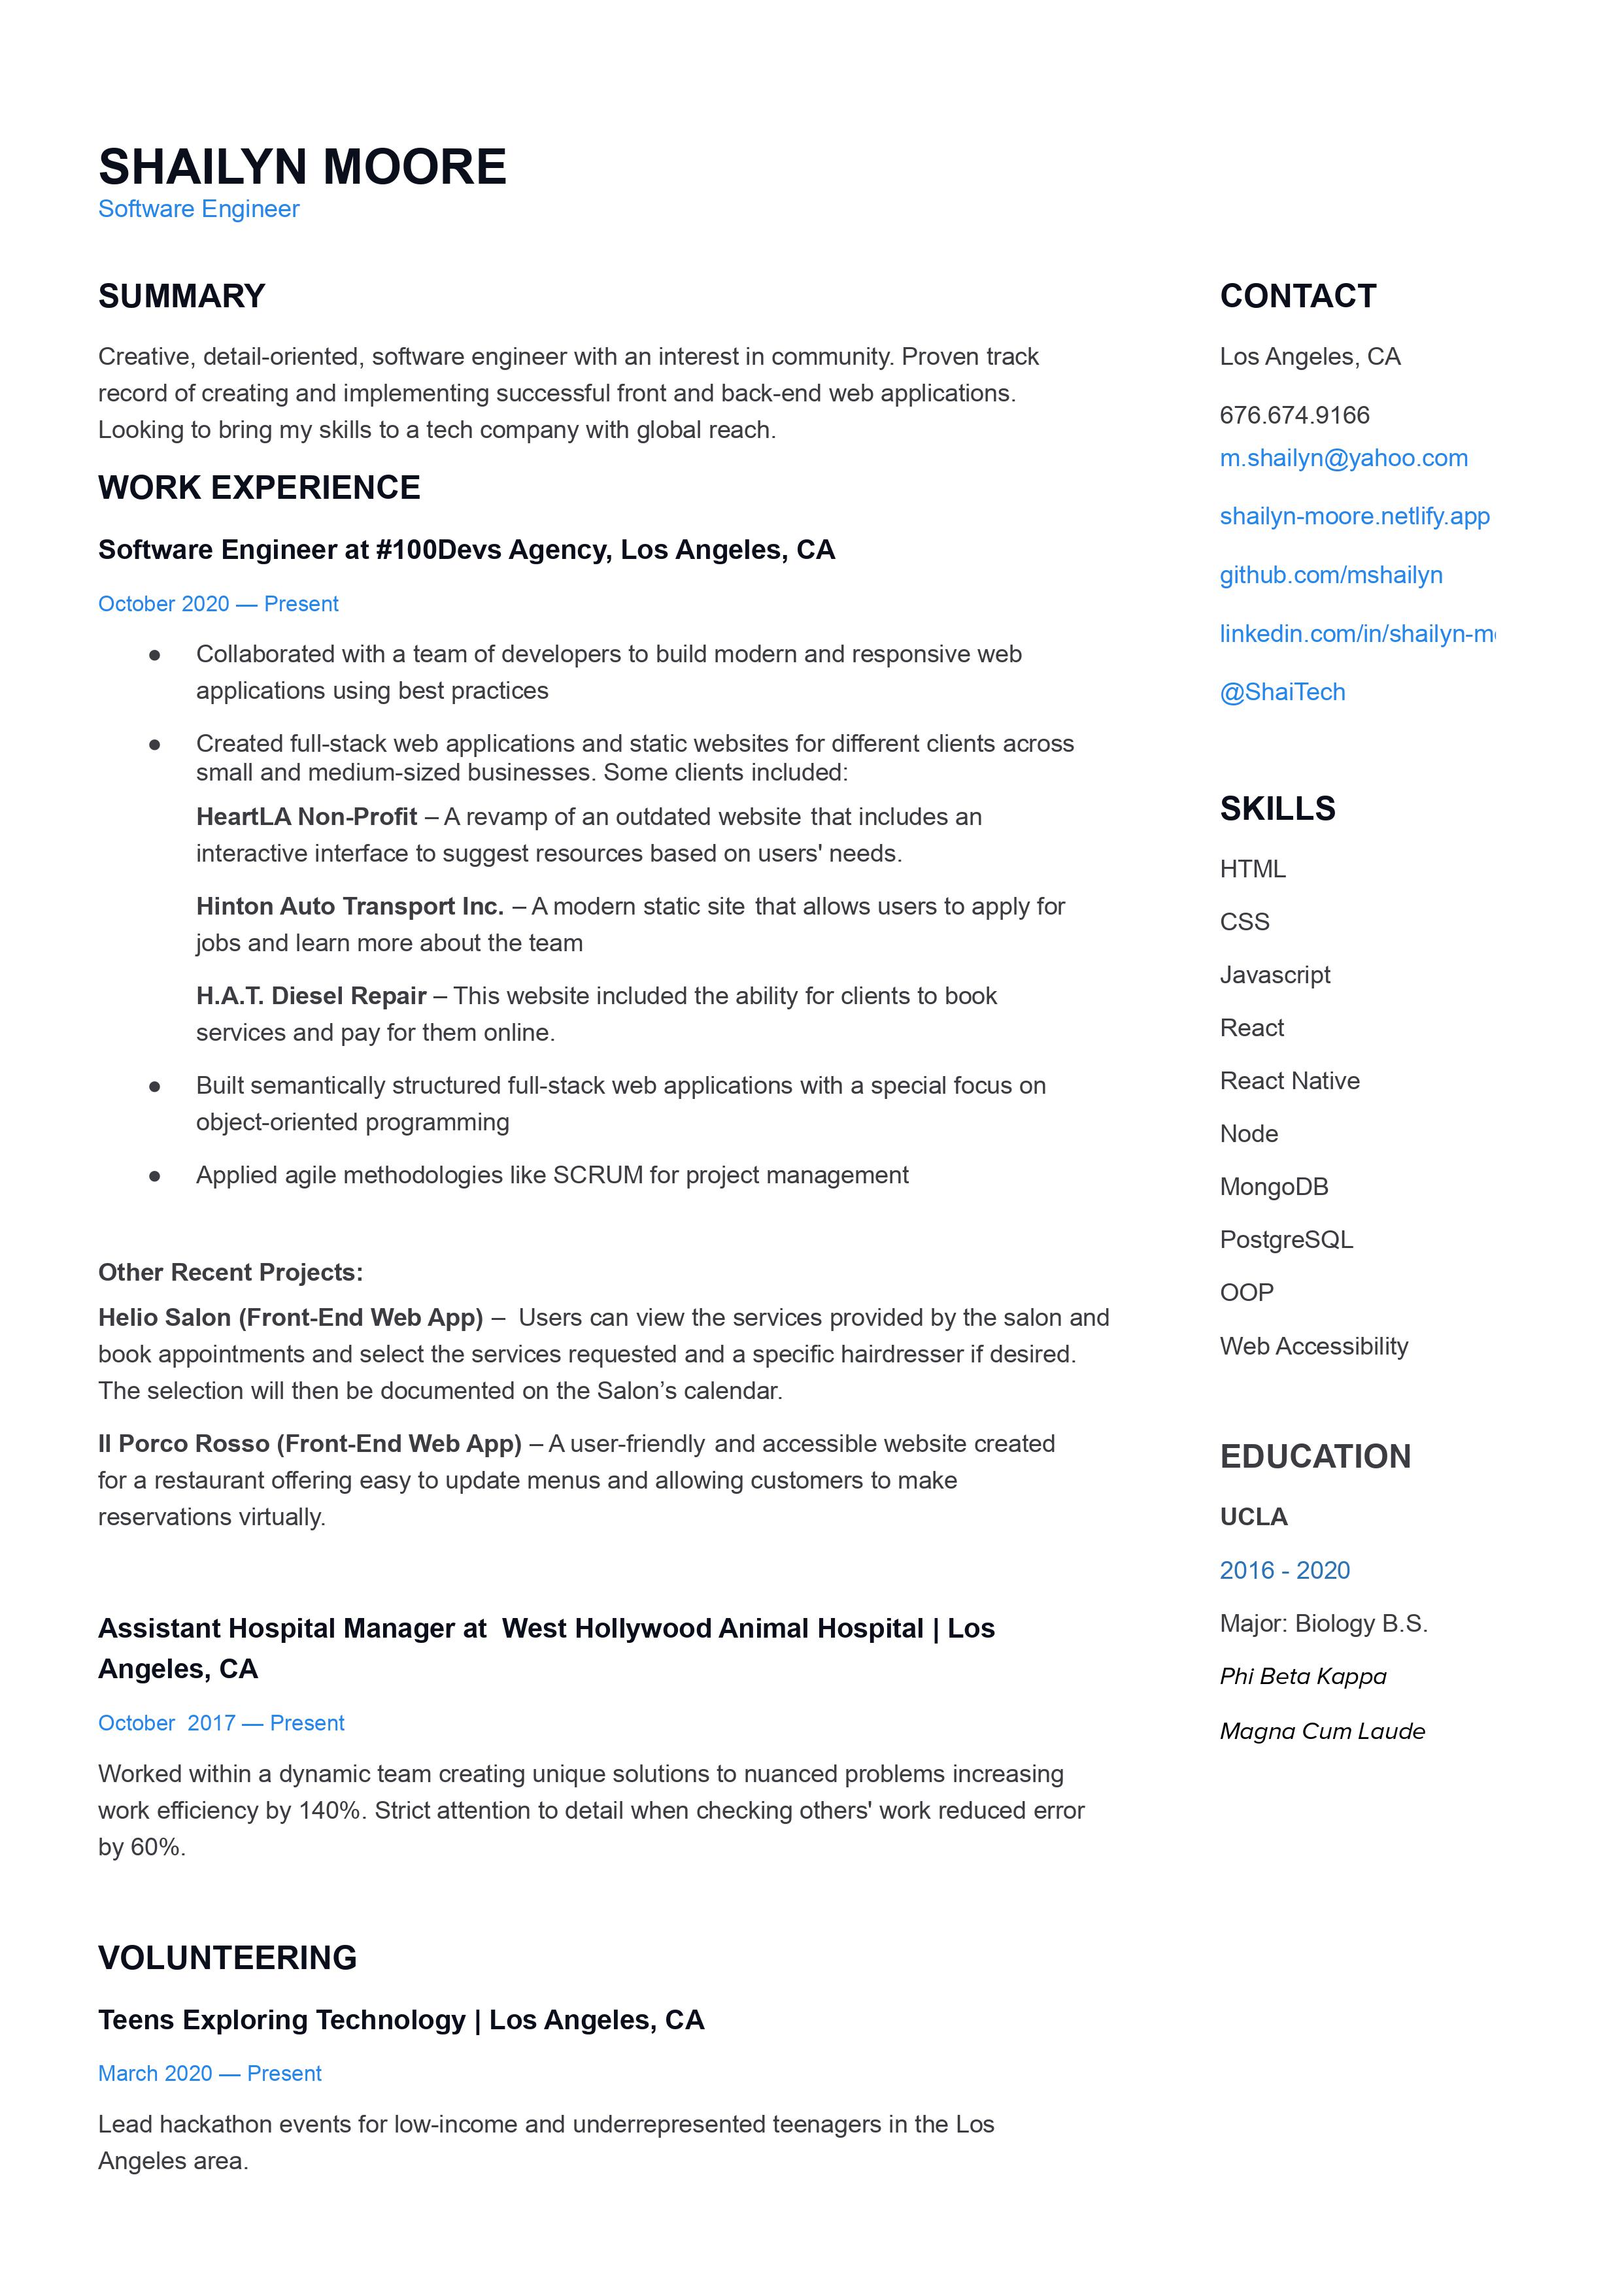 SHAILYN MOORE
Software Engineer
SUMMARY
Creative, detail-oriented, software engineer with an interest in community. Proven track
record of creating and implementing successful front and back-end web applications.
Looking to bring my skills to a tech company with global reach.
WORK EXPERIENCE
Software Engineer at #100Devs Agency, Los Angeles, CA
October 2020 — Present
● Collaborated with a team of developers to build modern and responsive web
applications using best practices
● Created full-stack web applications and static websites for different clients across
small and medium-sized businesses. Some clients included:
HeartLA Non-Profit – A revamp of an outdated website that includes an
interactive interface to suggest resources based on users' needs.
Hinton Auto Transport Inc. – A modern static site that allows users to apply for
jobs and learn more about the team
H.A.T. Diesel Repair – This website included the ability for clients to book
services and pay for them online.
● Built semantically structured full-stack web applications with a special focus on
object-oriented programming
● Applied agile methodologies like SCRUM for project management
Other Recent Projects:
Helio Salon (Front-End Web App) – Users can view the services provided by the salon and
book appointments and select the services requested and a specific hairdresser if desired.
The selection will then be documented on the Salon’s calendar.
Il Porco Rosso (Front-End Web App) – A user-friendly and accessible website created
for a restaurant offering easy to update menus and allowing customers to make
reservations virtually.
Assistant Hospital Manager at West Hollywood Animal Hospital | Los
Angeles, CA
October 2017 — Present
Worked within a dynamic team creating unique solutions to nuanced problems increasing
work efficiency by 140%. Strict attention to detail when checking others' work reduced error
by 60%.
VOLUNTEERING
Teens Exploring Technology | Los Angeles, CA
March 2020 — Present
Lead hackathon events for low-income and underrepresented teenagers in the Los
Angeles area.
CONTACT
Los Angeles, CA
676.674.9166
m.shailyn@yahoo.com
shailyn-moore.netlify.app
github.com/mshailyn
linkedin.com/in/shailyn-m
@ShaiTech
SKILLS
HTML
CSS
Javascript
React
React Native
Node
MongoDB
PostgreSQL
OOP
Web Accessibility
EDUCATION
UCLA
2016 - 2020
Major: Biology B.S.
Phi Beta Kappa
Magna Cum Laude